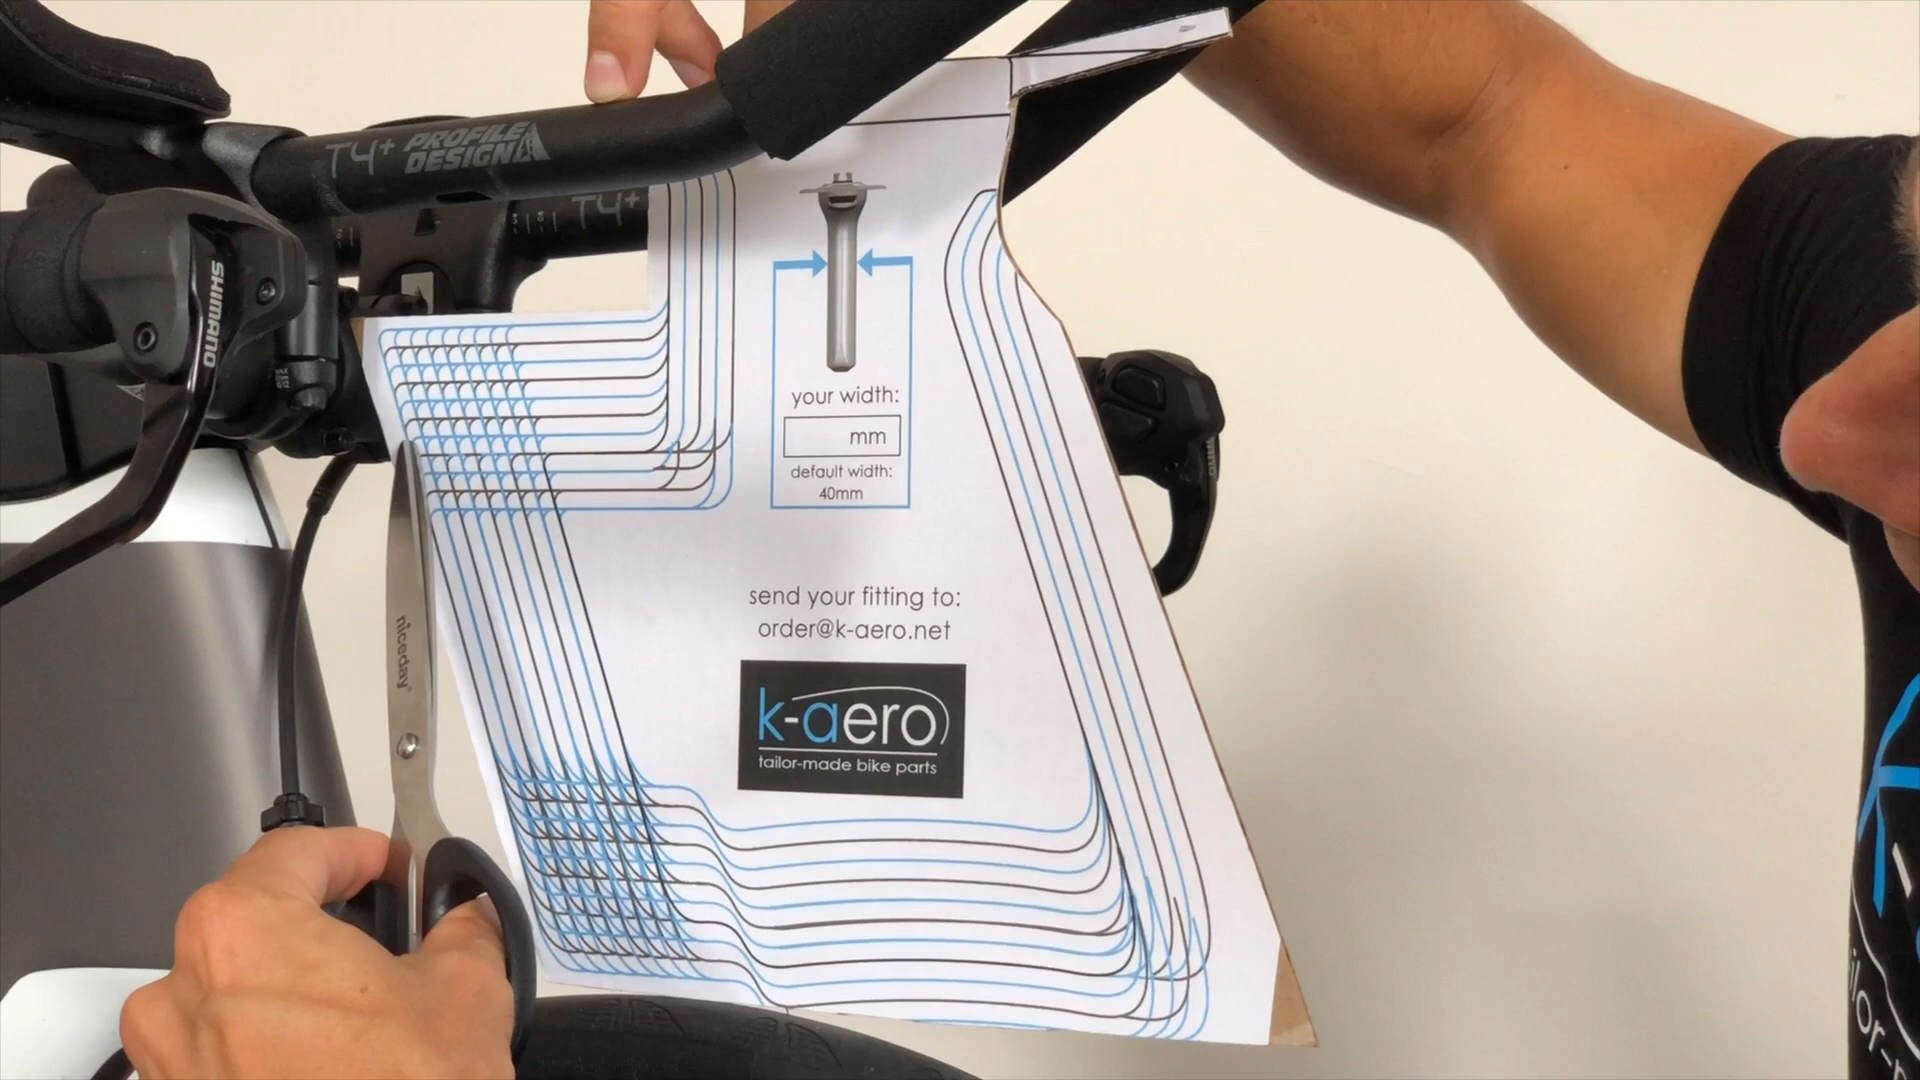 T4+ PROFILE
DESIGN
T4+
SHIMANO
your width:
mm
default width:
40mm
niceday
send your fitting to:
order@k-aero.net
k-aero
tailor-made bike parts